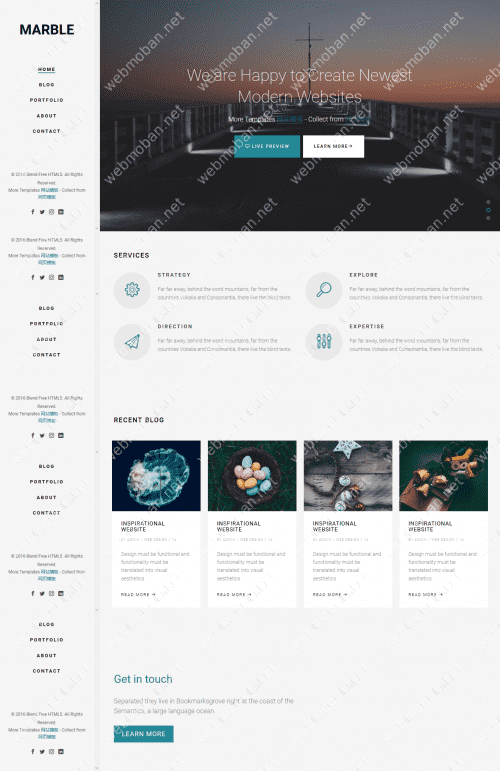 MARBLE
HOME
BLOG
PORTFOLIO
ABOUT
CONTACT
© 2016 Blend Free HTML5. All Rights
Reserved.
More Templates 网站模板 - Collect from
网页模板
© 2016 Blend Free HTML5. All Rights
Reserved.
More Templates 网站模板 - Collect from
网页模板
BLOG
PORTFOLIO
ABOUT
CONTACT
© 2016 Blend Free HTML5. All Rights
Reserved.
More Templates 网站模板 - Collect from
网页模板
BLOG
PORTFOLIO
ABOUT
CONTACT
© 2016 Blend Free HTML5. All Rights
Reserved.
More Templates 网站模板 - Collect from
网页模板
BLOG
PORTFOLIO
ABOUT
CONTACT
© 2016 Blend Free HTML5. All Rights
Reserved.
More Templates 网站模板 - Collect from
网页模板
We are Happy to Create Newest
Modern Websites
More Templates - Collect from
LIVE PREVIEW
LEARN MORE
SERVICES
STRATEGY
Far far away, behind the word mountains, far from the
countries Vokalia and Consonantia, there live the blind texts.
EXPLORE
Far far away, behind the word mountains, far from the
countries Vokalia and Consonantia, there live the blind texts.
DIRECTION
Far far away, behind the word mountains, far from the
countries Vokalia and Consonantia, there live the blind texts.
EXPERTISE
Far far away, behind the word mountains, far from the
countries Vokalia and Consonantia, there live the blind texts.
RECENT BLOG
INSPIRATIONAL
WEBSITE
BY ADMIN / WEB DESIGN / 14
Design must be functional and
functionality must be
translated into visual
aesthetics
READ MORE
INSPIRATIONAL
WEBSITE
BY ADMIN / WEB DESIGN / 14
Design must be functional and
functionality must be
translated into visual
aesthetics
READ MORE
INSPIRATIONAL
WEBSITE
BY ADMIN / WEB DESIGN / 14
Design must be functional and
functionality must be
translated into visual
aesthetics
READ MORE
INSPIRATIONAL
WEBSITE
BY ADMIN / WEB DESIGN / 14
Design must be functional and
functionality must be
translated into visual
aesthetics
READ MORE
Get in touch
Separated they live in Bookmarksgrove right at the coast of the
Semantics, a large language ocean.
LEARN MORE
webmoban.net